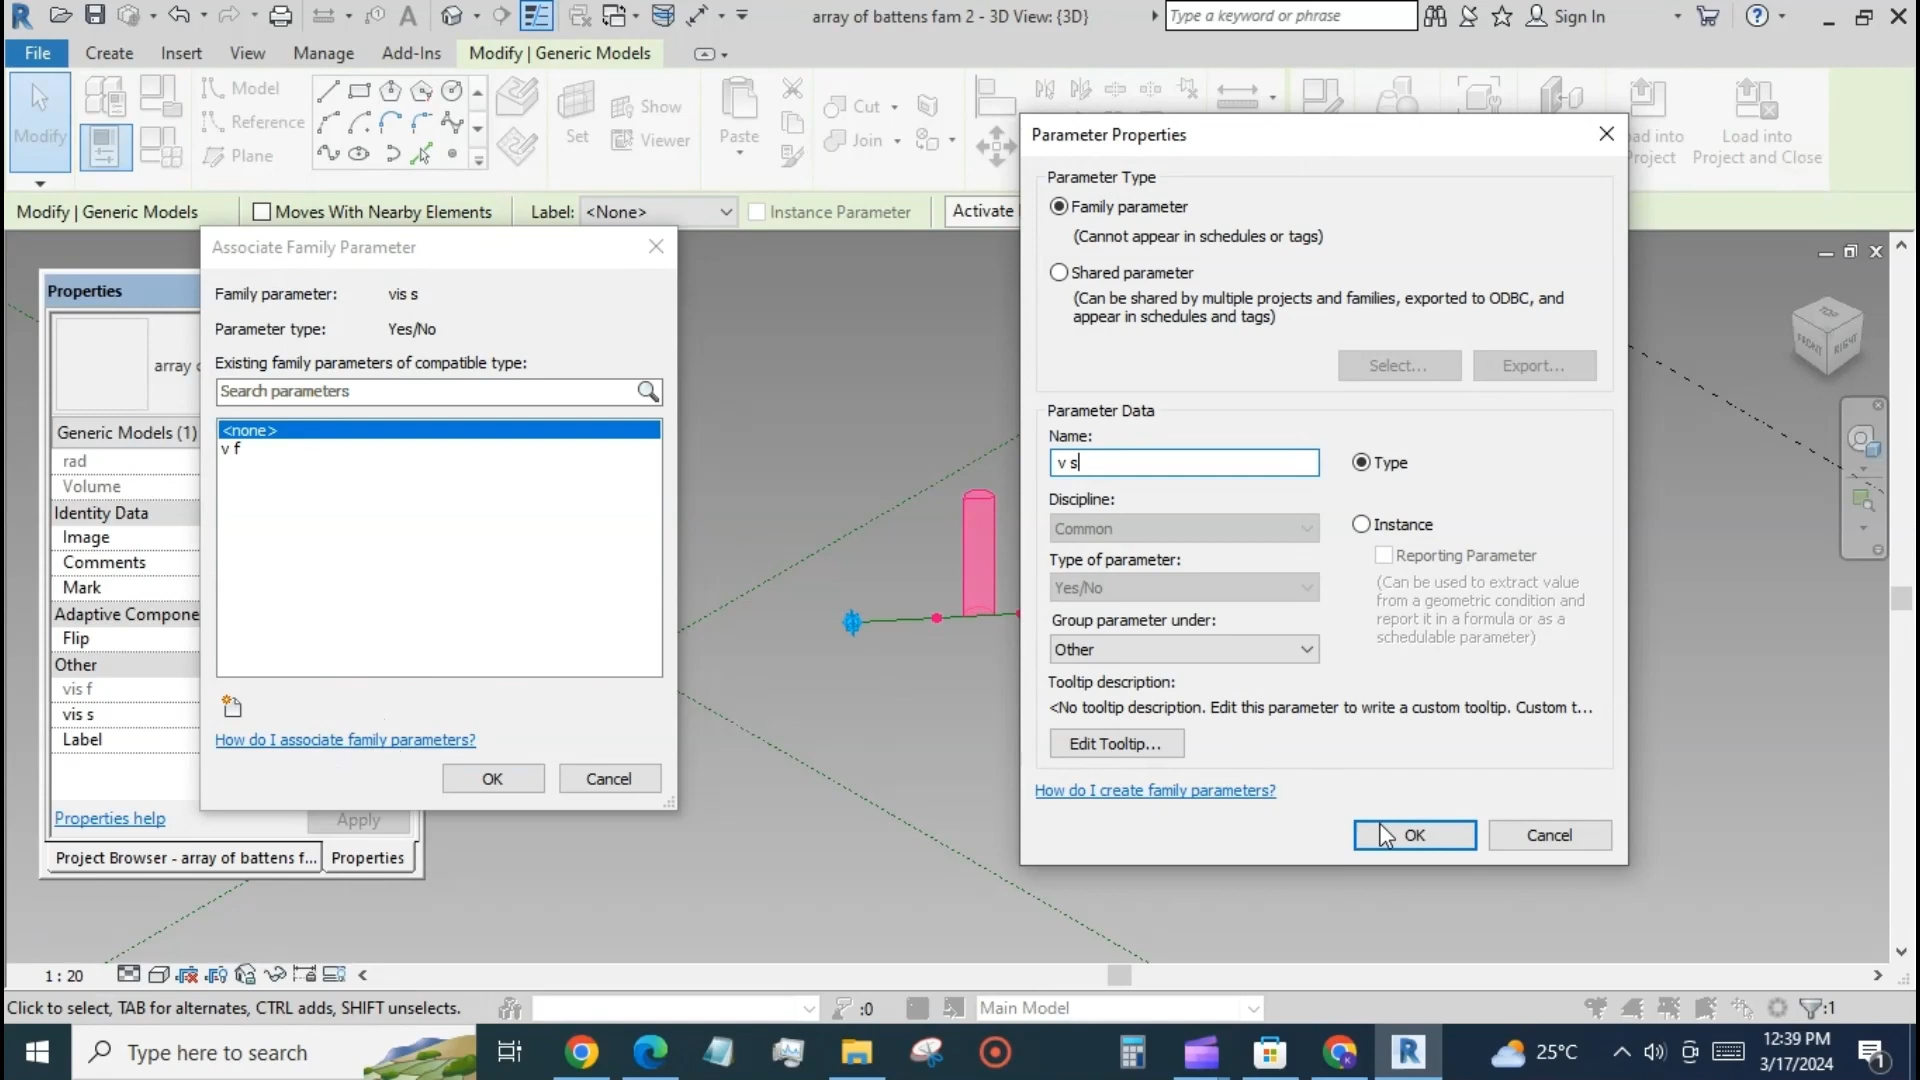 array of battens fam 2 - 3D View: {3D}
Type a keyword or phrase
Sign In
File
Create
Insert
View
Manage
Add-Ins
Modify | Generic Models
Modify
Model
Reference
Plane
Set
Show
Viewer
Paste
Cut
Join
Load into
Project and Close
Modify | Generic Models
Moves With Nearby Elements
Label:
<None>
Instance Parameter
Activate
Properties
Generic Models (1)
rad
Volume
Identity Data
Image
Comments
Mark
Flip
Other
vis f
vis s
Label
Properties help
Apply
Project Browser - array of battens f...
Properties
Associate Family Parameter
Family parameter:
vis s
Parameter type:
Yes/No
Existing family parameters of compatible type:
Search parameters
<none>
v f
How do I associate family parameters?
OK
Cancel
Parameter Properties
Parameter Type
Family parameter
(Cannot appear in schedules or tags)
Shared parameter
(Can be shared by multiple projects and families, exported to ODBC, and
appear in schedules and tags)
Select...
Export...
Parameter Data
Name:
v s
Type
Discipline:
Common
Instance
Reporting Parameter
Type of parameter:
Yes/No
(Can be used to extract value
from a geometric condition and
report it in a formula or as a
schedulable parameter)
Group parameter under:
Other
Tooltip description:
<No tooltip description. Edit this parameter to write a custom tooltip. Custom t...
Edit Tooltip...
How do I create family parameters?
OK
Cancel
TOP
FRONT
RIGHT
1 : 20
Click to select, TAB for alternates, CTRL adds, SHIFT unselects.
:0
Main Model
:1
Type here to search
25°C
12:39 PM
3/17/2024
1